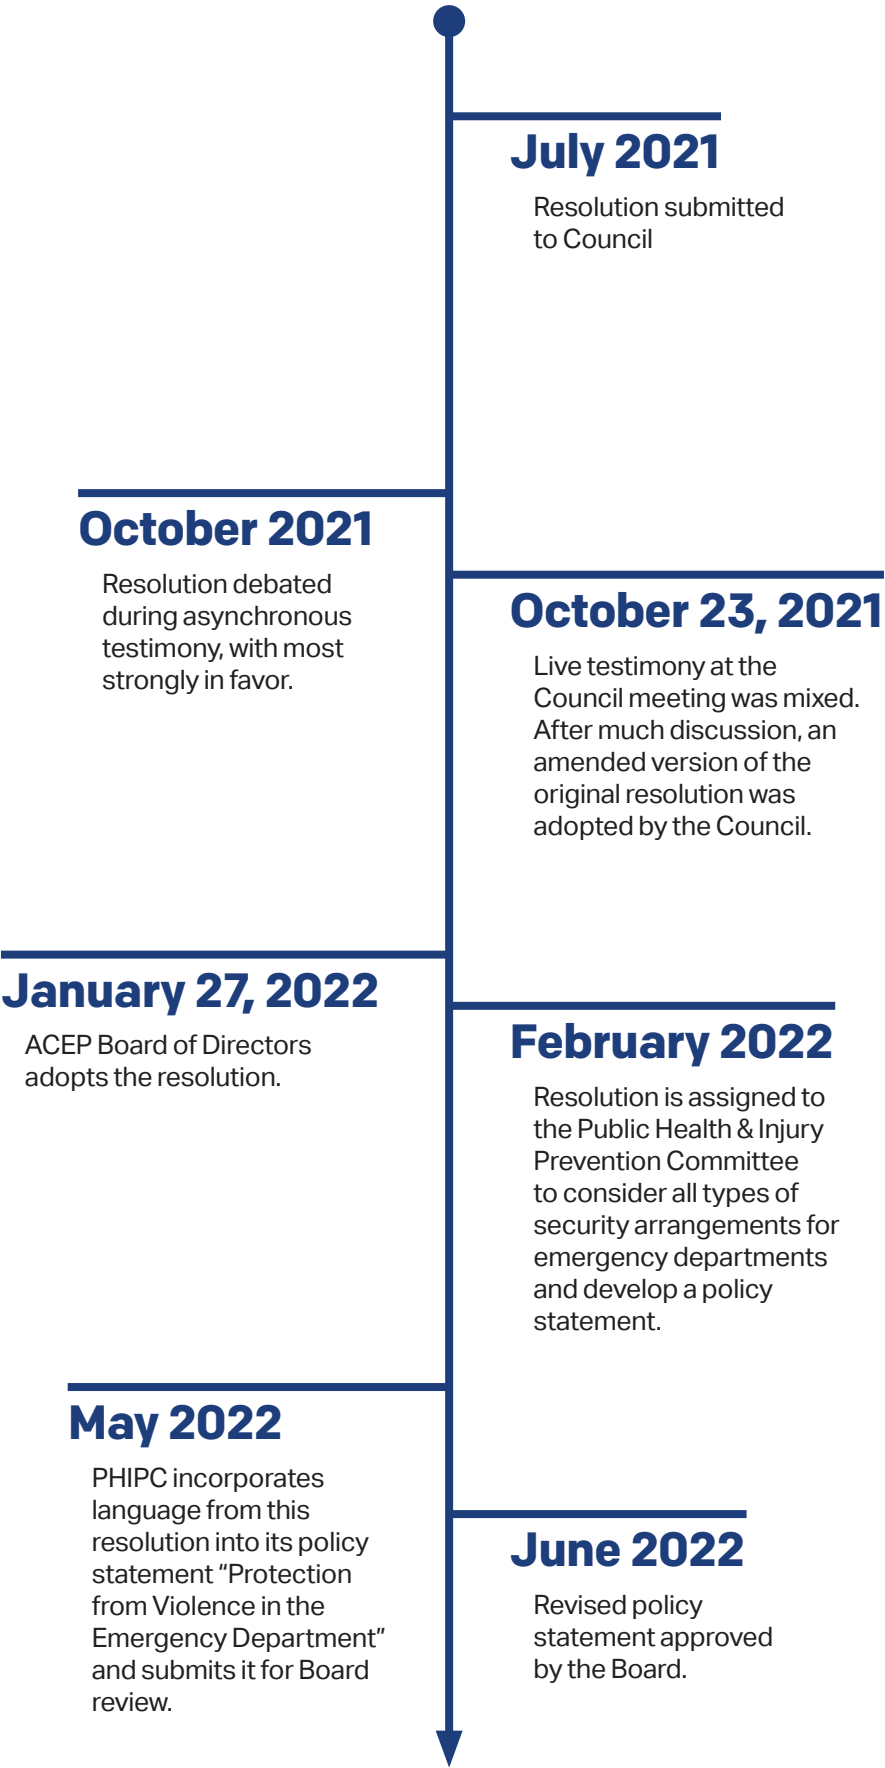 July 2021
Resolution submitted
to Council
October 2021
Resolution debated
during asynchronous
testimony, with most
strongly in favor.
October 23, 2021
Live testimony at the
Council meeting was mixed.
After much discussion, an
amended version of the
original resolution was
adopted by the Council.
January 27, 2022
ACEP Board of Directors
adopts the resolution.
February 2022
Resolution is assigned to
the Public Health & Injury
Prevention Committee
to consider all types of
security arrangements for
emergency departments
and develop a policy
statement.
May 2022
PHIPC incorporates
language from this
resolution into its policy
statement “Protection
from Violence in the
Emergency Department”
and submits it for Board
review.
June 2022
Revised policy
statement approved
by the Board.